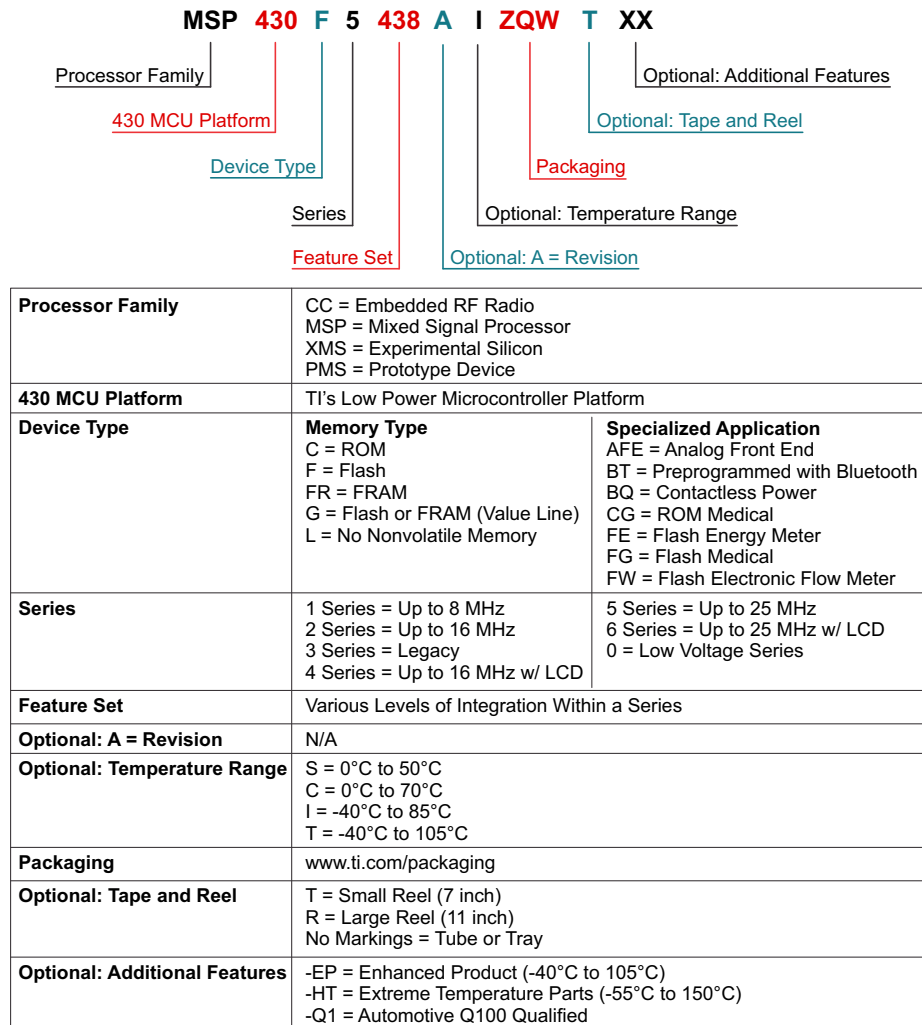 MSP 430 F 5 438 A I ZQW T XX
Processor Family
Optional: Additional Features
430 MCU Platform
Optional: Tape and Reel
Device Type
Packaging
Series
Optional: Temperature Range
Feature Set
Optional: A = Revision
Processor Family
CC = Embedded RF Radio
MSP = Mixed Signal Processor
XMS = Experimental Silicon
PMS = Prototype Device
430 MCU Platform
TI's Low Power Microcontroller Platform
Device Type
Memory Type
C = ROM
F = Flash
FR = FRAM
G = Flash or FRAM (Value Line)
L = No Nonvolatile Memory
Specialized Application
AFE = Analog Front End
BT = Preprogrammed with Bluetooth
BQ = Contactless Power
CG = ROM Medical
FE = Flash Energy Meter
FG = Flash Medical
FW = Flash Electronic Flow Meter
Series
1 Series = Up to 8 MHz
2 Series = Up to 16 MHz
3 Series = Legacy
4 Series = Up to 16 MHz w/ LCD
5 Series = Up to 25 MHz
6 Series = Up to 25 MHz w/ LCD
0 = Low Voltage Series
Feature Set
Various Levels of Integration Within a Series
Optional: A = Revision
N/A
Optional: Temperature Range
S = 0°C to 50°C
C = 0°C to 70°C
I = -40°C to 85°C
T = -40°C to 105°C
Packaging
www.ti.com/packaging
Optional: Tape and Reel
T = Small Reel (7 inch)
R = Large Reel (11 inch)
No Markings = Tube or Tray
Optional: Additional Features
-EP = Enhanced Product (-40°C to 105°C)
-HT = Extreme Temperature Parts (-55°C to 150°C)
-Q1 = Automotive Q100 Qualified